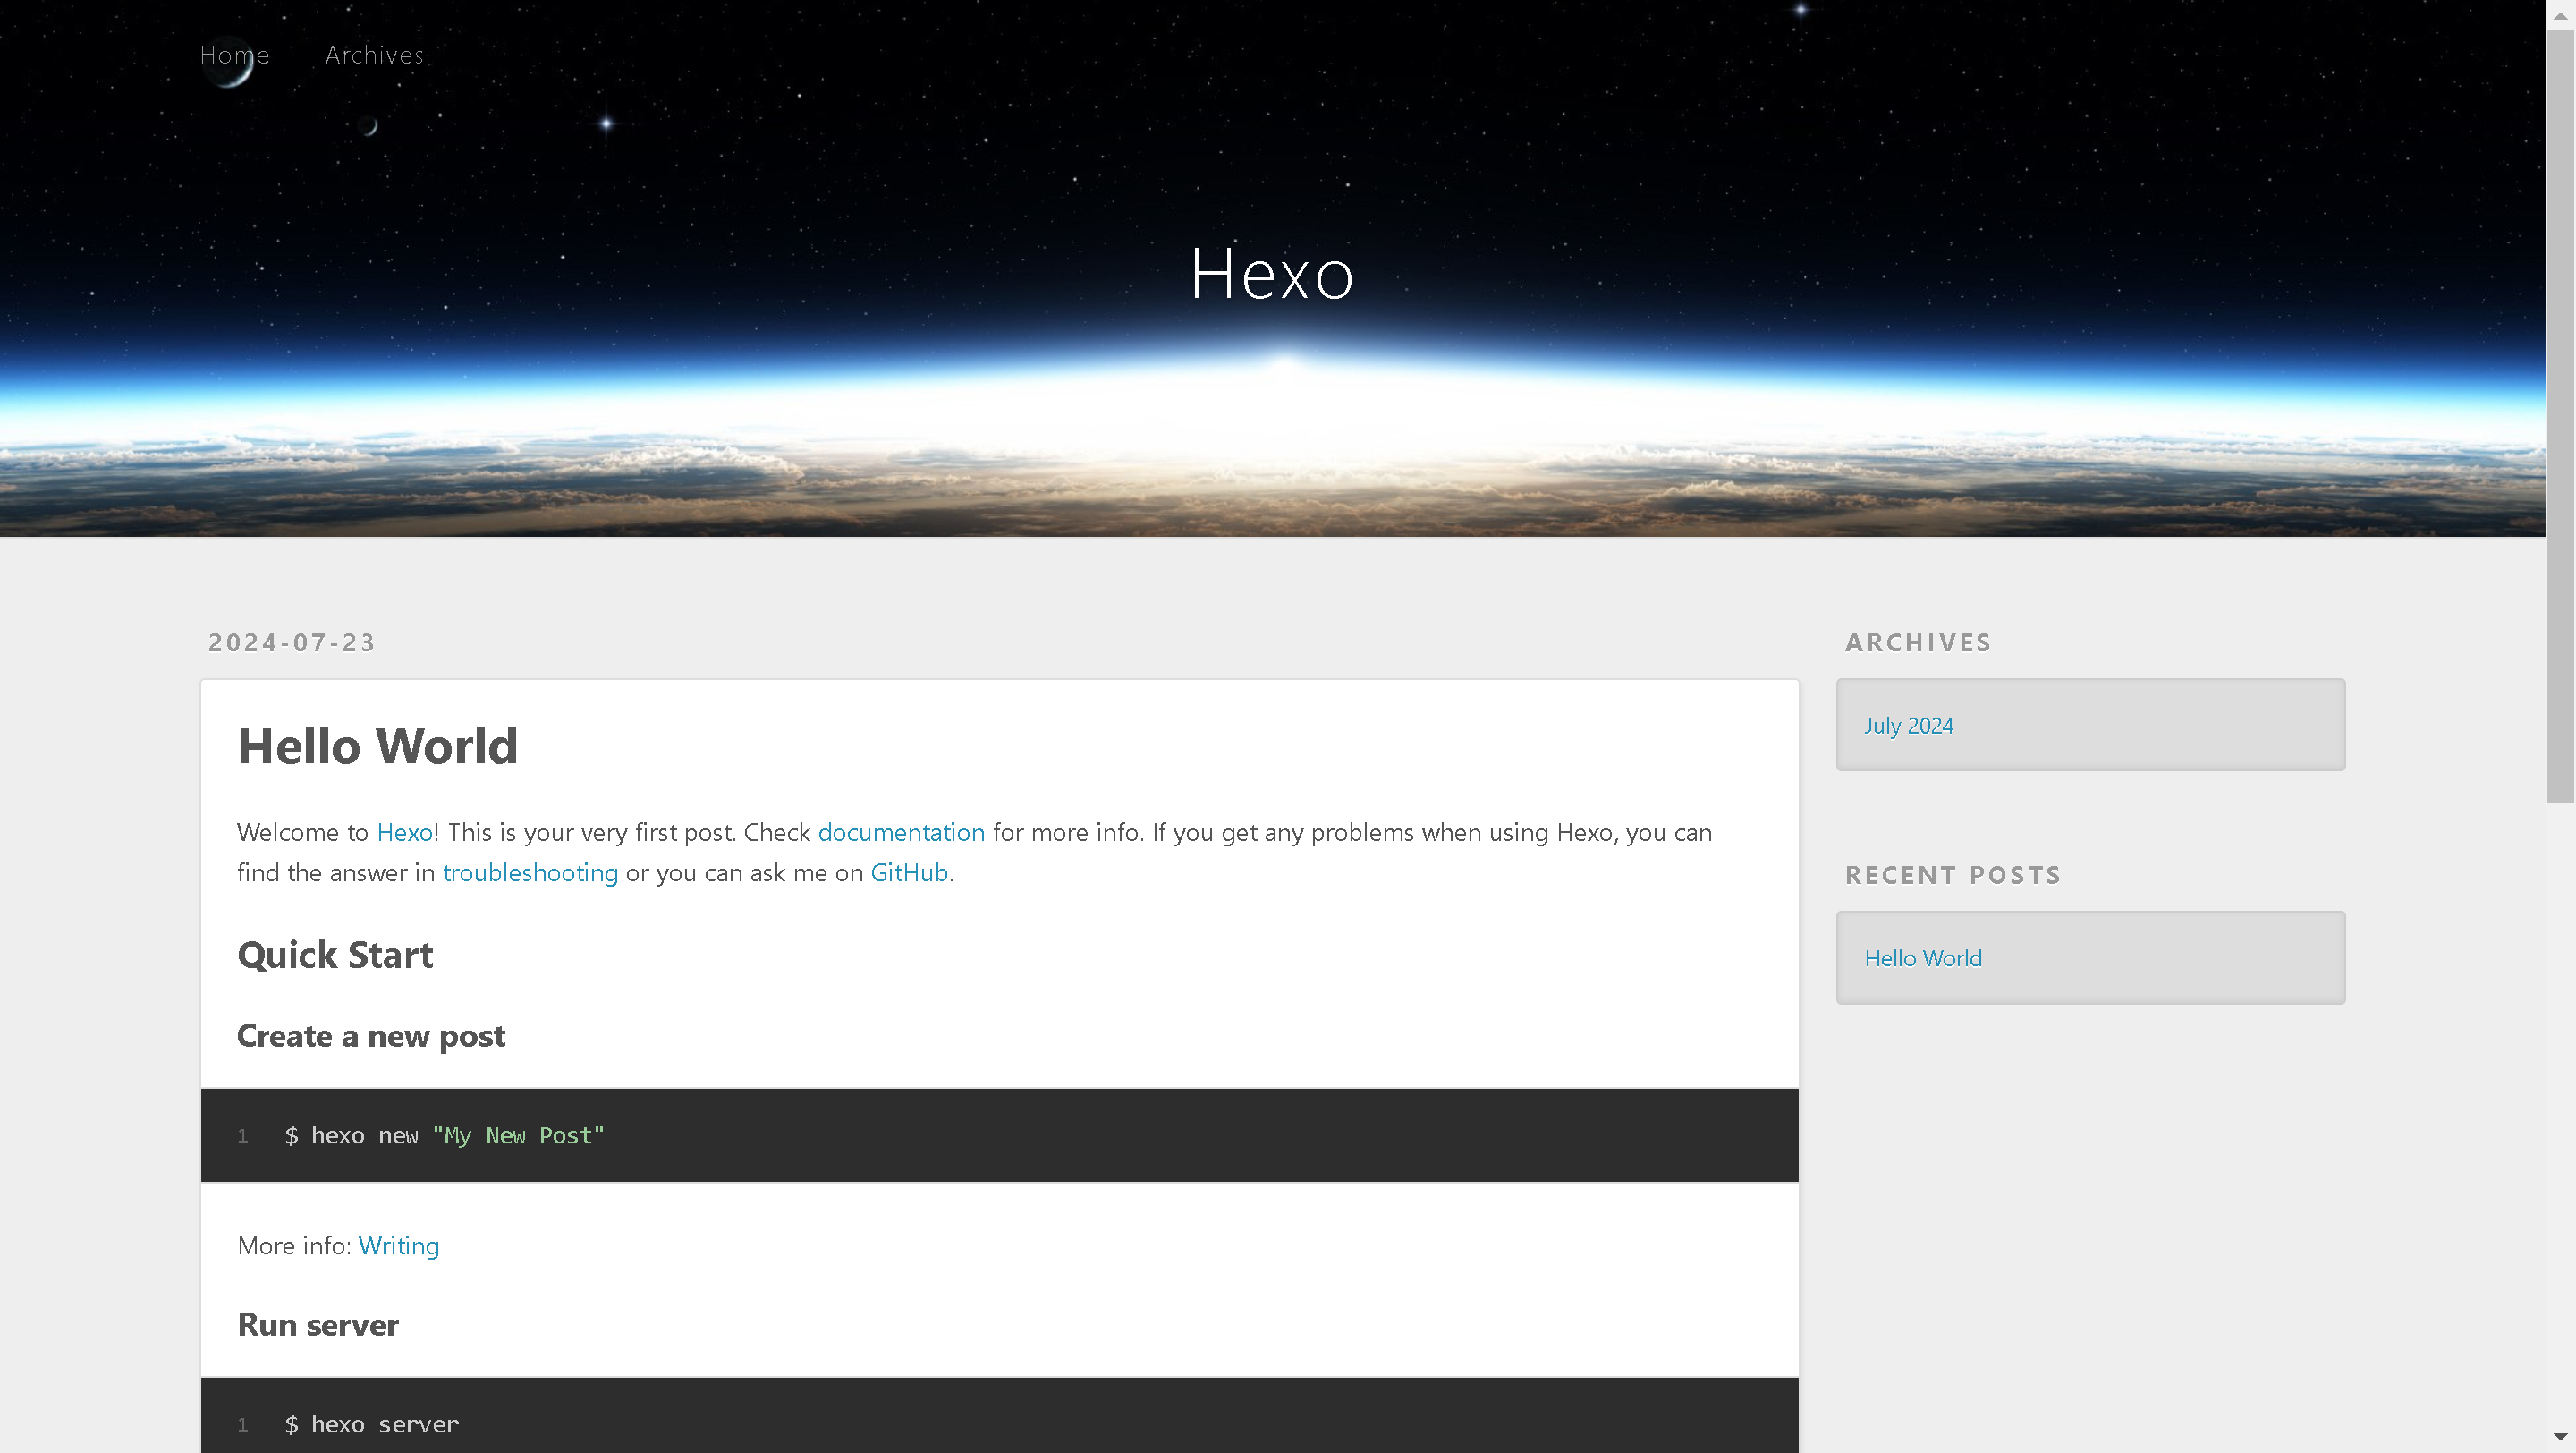 Home Archives
Hexo
2024-07-23
Hello World
Welcome to Hexo! This is your very first post. Check documentation for more info. If you get any problems when using Hexo, you can
find the answer in troubleshooting or you can ask me on GitHub.
Quick Start
Create a new post
1 $ hexo new "My New Post"
More info: Writing
Run server
1 $ hexo server
ARCHIVES
July 2024
RECENT POSTS
Hello World